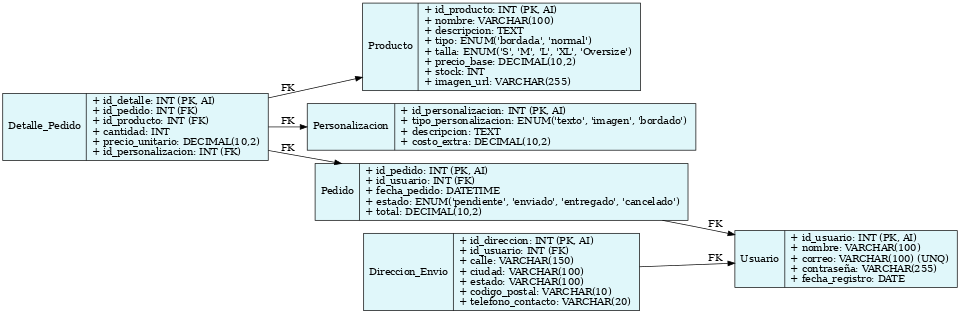 Producto
+ id_producto: INT (PK, AI)
+ nombre: VARCHAR(100)
+ descripcion: TEXT
+ tipo: ENUM('bordada', 'normal')
+ talla: ENUM('S', 'M', 'L', 'XL', 'Oversize')
+ precio_base: DECIMAL(10,2)
+ stock: INT
+ imagen_url: VARCHAR(255)
FK
Detalle_Pedido
+ id_detalle: INT (PK, AI)
+ id_pedido: INT (FK)
+ id_producto: INT (FK)
+ cantidad: INT
+ precio_unitario: DECIMAL(10,2)
+ id_personalizacion: INT (FK)
FK
Personalizacion
+ id_personalizacion: INT (PK, AI)
+ tipo_personalizacion: ENUM('texto', 'imagen', 'bordado')
+ descripcion: TEXT
+ costo_extra: DECIMAL(10,2)
FK
Pedido
+ id_pedido: INT (PK, AI)
+ id_usuario: INT (FK)
+ fecha_pedido: DATETIME
+ estado: ENUM('pendiente', 'enviado', 'entregado', 'cancelado')
+ total: DECIMAL(10,2)
FK
Direccion_Envio
+ id_direccion: INT (PK, AI)
+ id_usuario: INT (FK)
+ calle: VARCHAR(150)
+ ciudad: VARCHAR(100)
+ estado: VARCHAR(100)
+ codigo_postal: VARCHAR(10)
+ telefono_contacto: VARCHAR(20)
FK
Usuario
+ id_usuario: INT (PK, AI)
+ nombre: VARCHAR(100)
+ correo: VARCHAR(100) (UNQ)
+ contraseña: VARCHAR(255)
+ fecha_registro: DATE